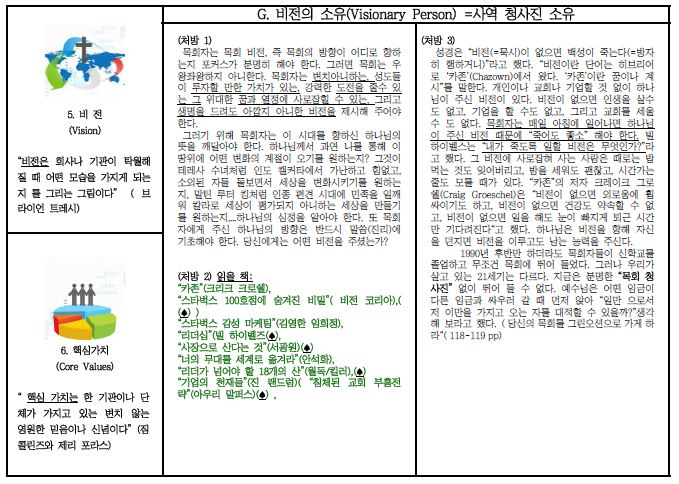 G. 비전의 소유(Visionary Person) =사역 청사진 소유
5. 비 전
(Vision)
“비전은 회사나 기관이 탁월해
질 때 어떤 모습을 가지게 되는
지 를 그리는 그림이다” ( 브
라이언 트레시)
6. 핵심가치
(Core Values)
“ 핵심 가치는 한 기관이나 단
체가 가지고 있는 변치 않는
영원한 믿음이나 신념이다” (짐
콜린즈와 제리 포라스)
(처방 1)
목회자는 목회 비전, 즉 목회의 방향이 어디로 향하
는지 포커스가 분명해 해야 한다. 그러면 목회는 우
왕좌왕하지 아니한다. 목회자는 변치아니하는, 성도들
이 투자할 만한 가치가 있는, 강력한 도전을 줄수 있
는 그 위대한 꿈과 열정에 사로잡힐 수 있는, 그리고
생명을 드려도 아깝지 아니한 비전을 제시해 주어야
한다.
그러기 위해 목회자는 이 시대를 향하신 하나님의
뜻을 깨달아야 한다. 하나님께서 과연 나를 통해 이
땅위에 어떤 변화의 계절이 오기를 원하는지? 그것이
테레사 수녀처럼 인도 캘커타에서 가난하고 힘없고,
소외된 자들 돌보면서 세상을 변화시키기를 원하는
지, 말틴 루터 킹처럼 인종 편견 시대에 민족을 일깨
워 칼라로 세상이 평가되지 아니하는 세상을 만들기
를 원하는지....하나님의 심정을 알아야 한다. 또 목회
자에게 주신 하나님의 방향은 반드시 말씀(진리)에
기초해야 한다. 당신에게는 어떤 비전을 주셨는가?
(처방 2) 읽을 책:
“카존”(크리크 크로쉘),
“스타벅스 100호점에 숨겨진 비밀”( 비전 코리아),(
(♠) )
“스타벅스 감성 마케팅”(김영한 임희정),
“리더십”(빌 하이벨즈♠),
“사장으로 산다는 것”(서광원)♠)
“너의 무대를 세계로 옮겨라”(안석화),
“리더가 넘어야 할 18개의 산”(월독/킬러),♠)
“기업의 천재들”(진 랜드럼)( “침체된 교회 부흥전
략”(아우리 말퍼스)(♠) ,
(처방 3)
성경은 “비전(=묵시)이 없으면 백성이 죽는다(=방자
히 행하거니)”라고 했다. “비전이란 단어는 히브리어
로 ‘카존’(Chazown)에서 왔다. ‘카존’이란 꿈이나 계
시”를 말한다. 개인이나 교회나 기업할 것 없이 하나
님이 주신 비전이 있다. 비전이 없으면 인생을 살수
도 없고, 기업을 할 수도 없고, 그리고 교회를 세울
수 도 없다. 목회자는 매일 아침에 일어나면 하나님
이 주신 비전 때문에 “죽어도 좋소” 해야 한다. 빌
하이벨스는 “내가 죽도록 일할 비전은 무엇인가?”라
고 했다. 그 비전에 사로잡혀 사는 사람은 때로는 밥
먹는 것도 잊어버리고, 밤을 세워도 괜찮고, 시간가는
줄도 모를 때가 있다. “카존”의 저자 크레이크 그로
쉘(Craig Groeschel)은 “비전이 없으면 외로움에 휩
싸이기도 하고, 비전이 없으면 건강도 약속할 수 없
고, 비전이 없으면 일을 해도 눈이 빠지게 퇴근 시간
만 기다려진다”고 했다. 하나님은 비전을 향해 자신
을 던지면 비전을 이루고도 남는 능력을 주신다.
1990년 후반만 하더라도 목회자들이 신학교를
졸업하고 무조건 목회에 뛰어 들었다. 그러나 우리가
살고 있는 21세기는 다르다. 지금은 분명한 “목회 청
사진” 없이 뛰어 들 수 없다. 예수님은 어떤 임금이
다른 임금과 싸우러 갈 때 먼저 앉아 “일만 으로서
저 이만을 가지고 오는 자를 대적할 수 있을까?”생각
해 보라고 했다. ( 당신의 목회를 그린오션으로 가게 하
라“( 118-119 pp)